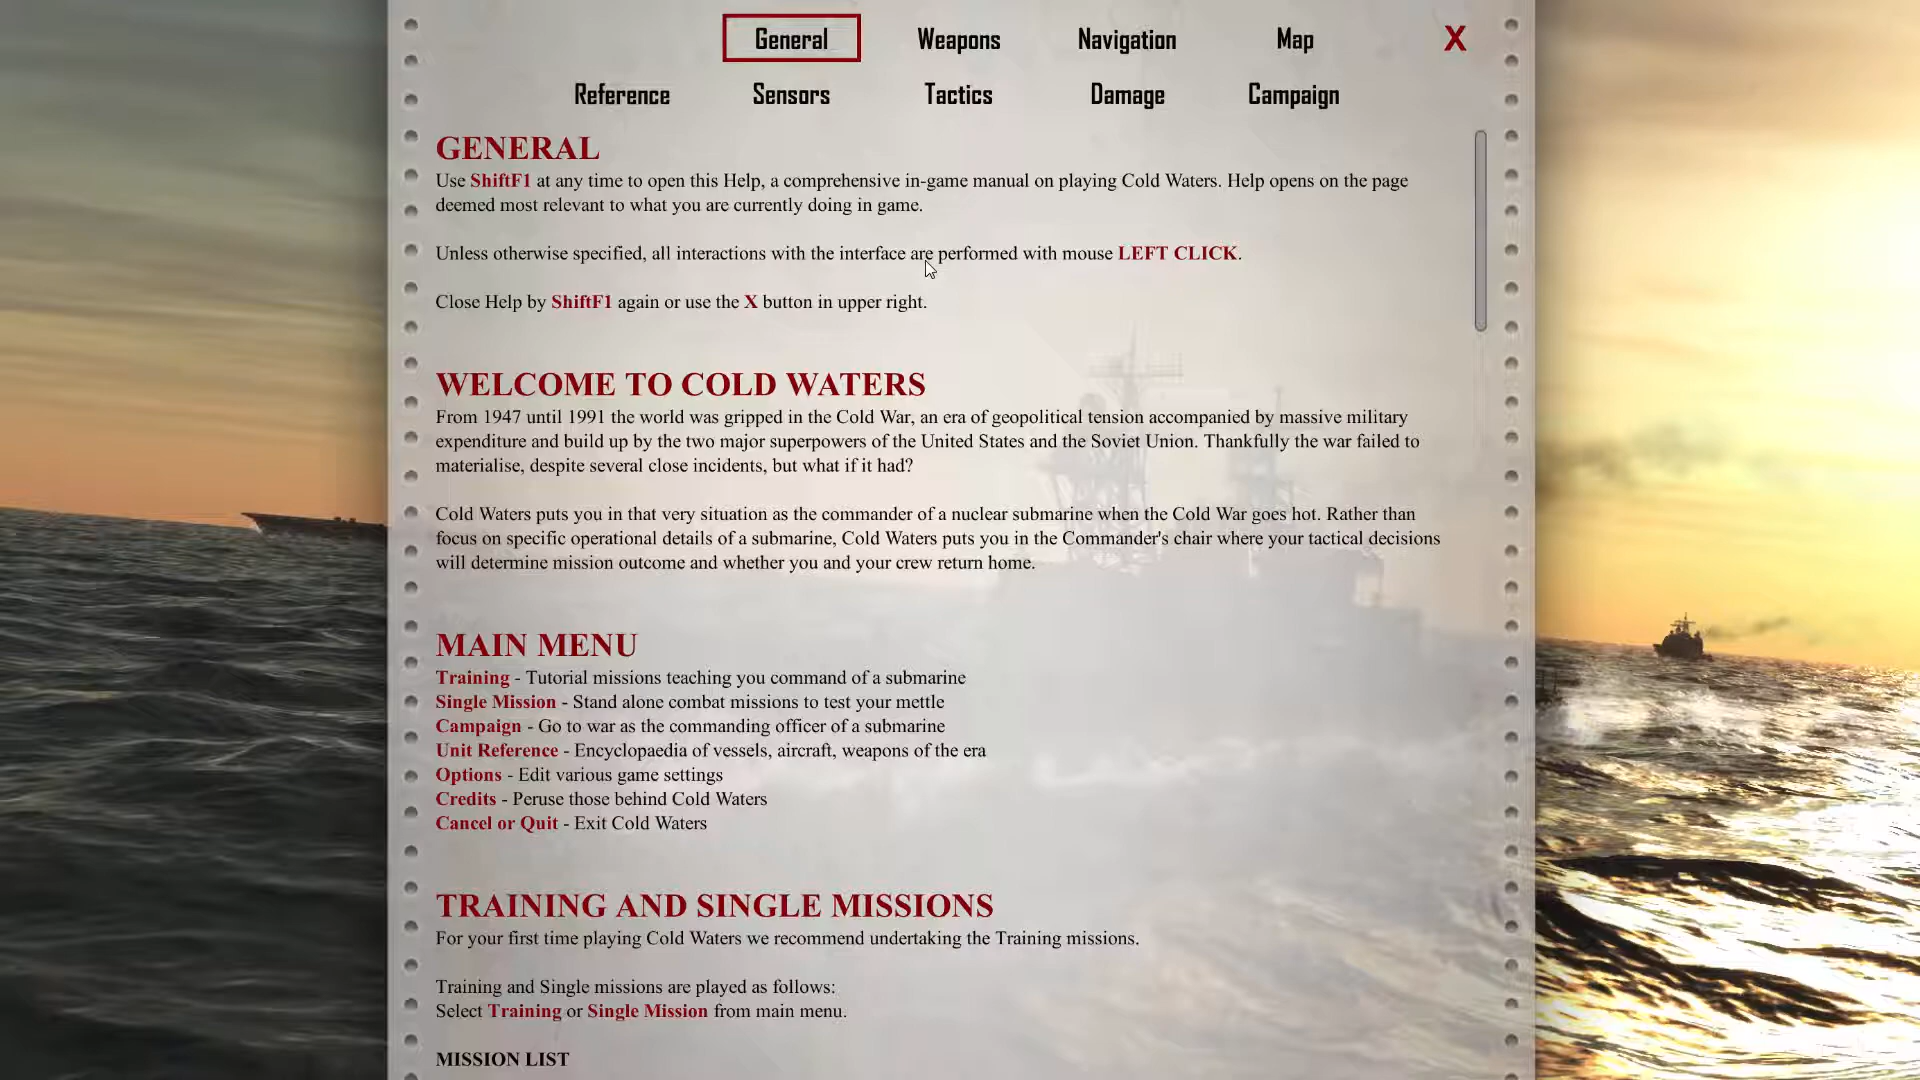 General Weapons Navigation Map X
Reference Sensors Tactics Damage Campaign
GENERAL
Use ShiftF1 at any time to open this Help, a comprehensive in-game manual on playing Cold Waters. Help opens on the page
deemed most relevant to what you are currently doing in game.
Unless otherwise specified, all interactions with the interface are performed with mouse LEFT CLICK.
Close Help by ShiftF1 again or use the X button in upper right.
WELCOME TO COLD WATERS
From 1947 until 1991 the world was gripped in the Cold War, an era of geopolitical tension accompanied by massive military
expenditure and build up by the two major superpowers of the United States and the Soviet Union. Thankfully the war failed to
materialise, despite several close incidents, but what if it had?
Cold Waters puts you in that very situation as the commander of a nuclear submarine when the Cold War goes hot. Rather than
focus on specific operational details of a submarine, Cold Waters puts you in the Commander's chair where your tactical decisions
will determine mission outcome and whether you and your crew return home.
MAIN MENU
Training - Tutorial missions teaching you command of a submarine
Single Mission - Stand alone combat missions to test your mettle
Campaign - Go to war as the commanding officer of a submarine
Unit Reference - Encyclopaedia of vessels, aircraft, weapons of the era
Options - Edit various game settings
Credits - Peruse those behind Cold Waters
Cancel or Quit - Exit Cold Waters
TRAINING AND SINGLE MISSIONS
For your first time playing Cold Waters we recommend undertaking the Training missions.
Training and Single missions are played as follows:
Select Training or Single Mission from main menu.
MISSION LIST